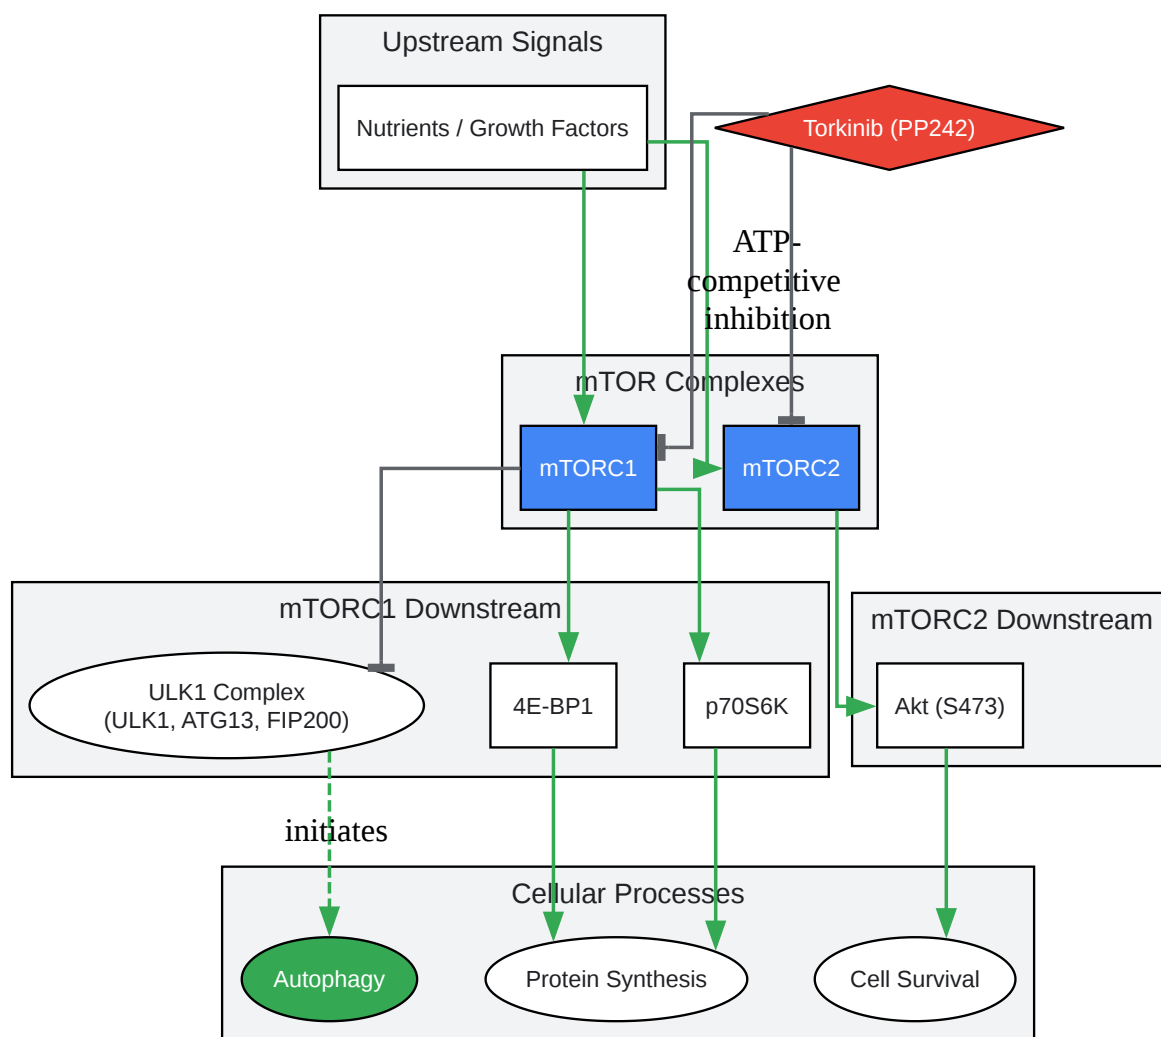 Upstream Signals
Nutrients / Growth Factors
Torkinib (PP242)
ATP-
competitive
inhibition
mTOR Complexes
mTORC1
mTORC2
mTORC1 Downstream
mTORC2 Downstream
ULK1 Complex
(ULK1, ATG13, FIP200)
4E-BP1
p70S6K
Akt (S473)
initiates
Cellular Processes
Autophagy
Protein Synthesis
Cell Survival